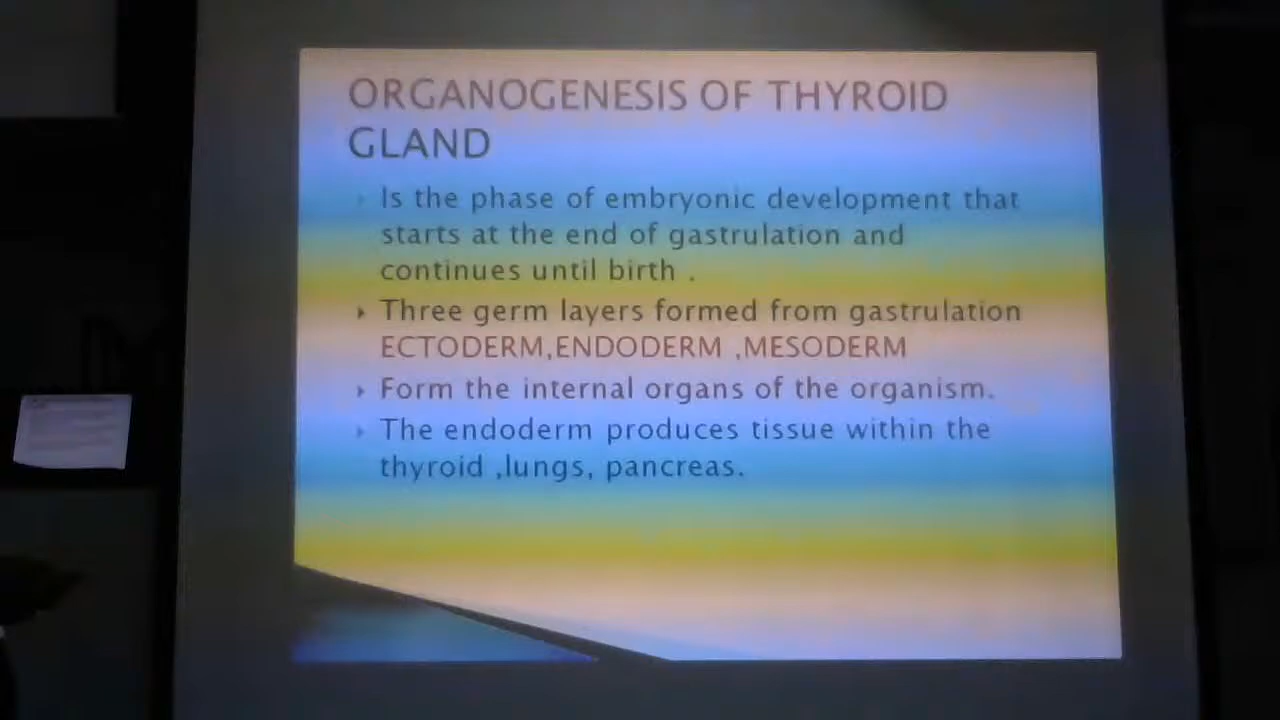 ORGANOGENESIS OF THYROID
GLAND
Is the phase of embryonic development that
starts at the end of gastrulation and
continues until birth .
Three germ layers formed from gastrulation
ECTODERM,ENDODERM ,MESODERM
Form the internal organs of the organism.
The endoderm produces tissue within the
thyroid ,lungs, pancreas.